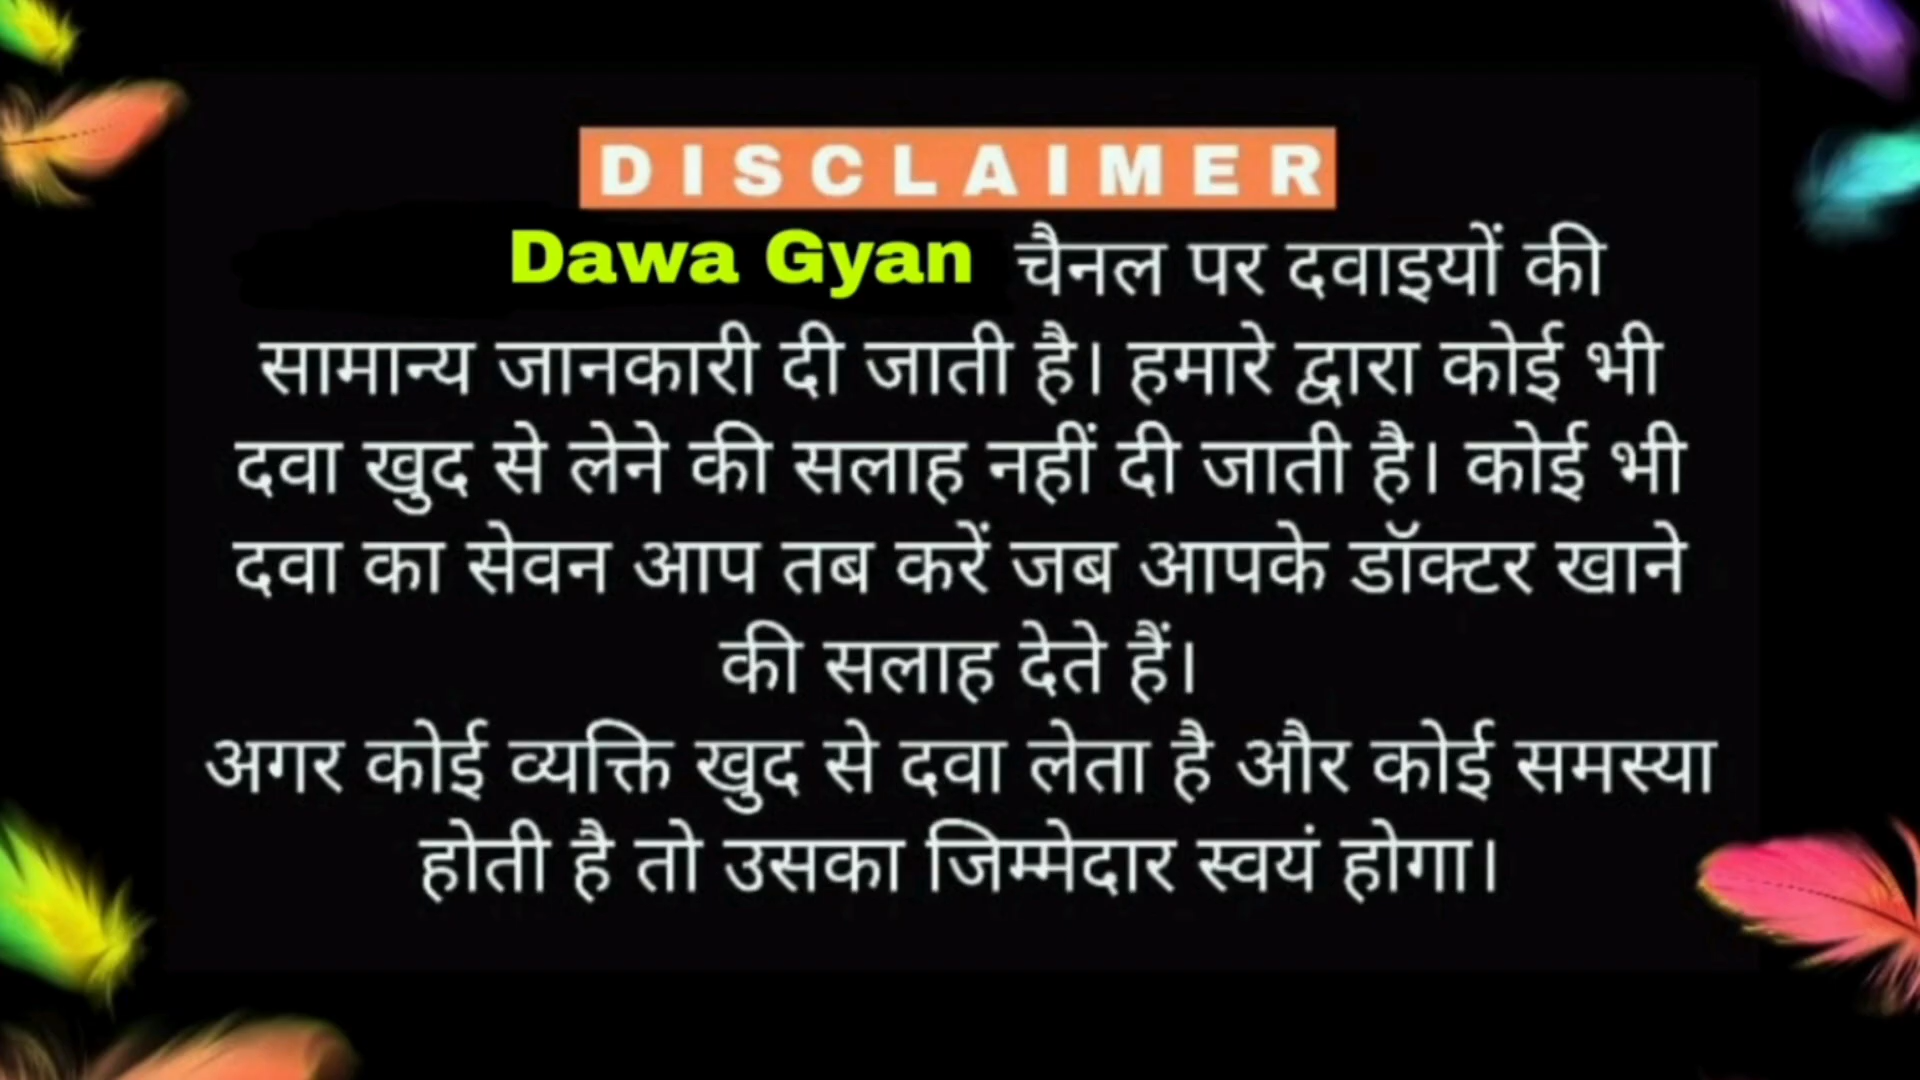 DISCLAIMER
Dawa Gyan चैनल पर दवाइयों की
सामान्य जानकारी दी जाती है। हमारे द्वारा कोई भी
दवा खुद से लेने की सलाह नहीं दी जाती है। कोई भी
दवा का सेवन आप तब करें जब आपके डॉक्टर खाने
की सलाह देते हैं।
अगर कोई व्यक्ति खुद से दवा लेता है और कोई समस्या
होती है तो उसका जिम्मेदार स्वयं होगा।